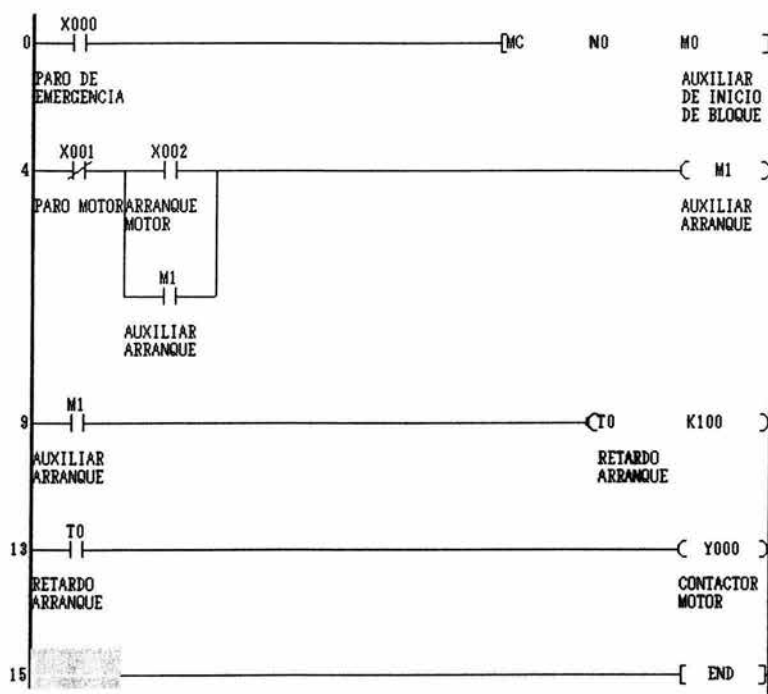 X000
0 MC N0 M0
PARO DE
EMERGENCIA
AUXILIAR
DE INICIO
DE BLOQUE
X001 X002
4 M1
PARO MOTOR
ARRANQUE
MOTOR
AUXILIAR
ARRANQUE
M1
AUXILIAR
ARRANQUE
M1
9 T0 K100
AUXILIAR
ARRANQUE
RETARDO
ARRANQUE
T0
13 Y000
RETARDO
ARRANQUE
CONTACTOR
MOTOR
15 END